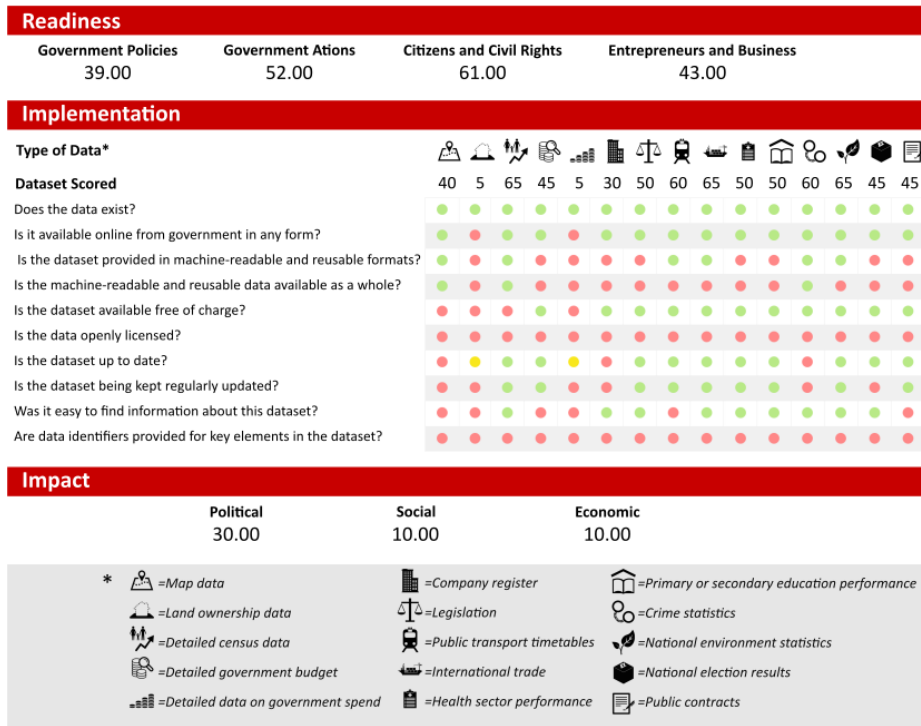 Readiness
Government Policies Government Ations Citizens and Civil Rights Entrepreneurs and Business
39.00 52.00 61.00 43.00
Implementation
Type of Data*
Dataset Scored 40 5 65 45 5 30 50 60 65 50 50 60 65 45 45
Does the data exist?
Is it available online from government in any form?
Is the dataset provided in machine-readable and reusable formats?
Is the machine-readable and reusable data available as a whole?
Is the dataset available free of charge?
Is the data openly licensed?
Is the dataset up to date?
Is the dataset being kept regularly updated?
Was it easy to find information about this dataset?
Are data identifiers provided for key elements in the dataset?
Impact
Political Social Economic
30.00 10.00 10.00
* =Map data =Company register =Primary or secondary education performance
=Land ownership data =Legislation =Crime statistics
=Detailed census data =Public transport timetables =National environment statistics
=Detailed government budget =International trade =National election results
=Detailed data on government spend =Health sector performance =Public contracts